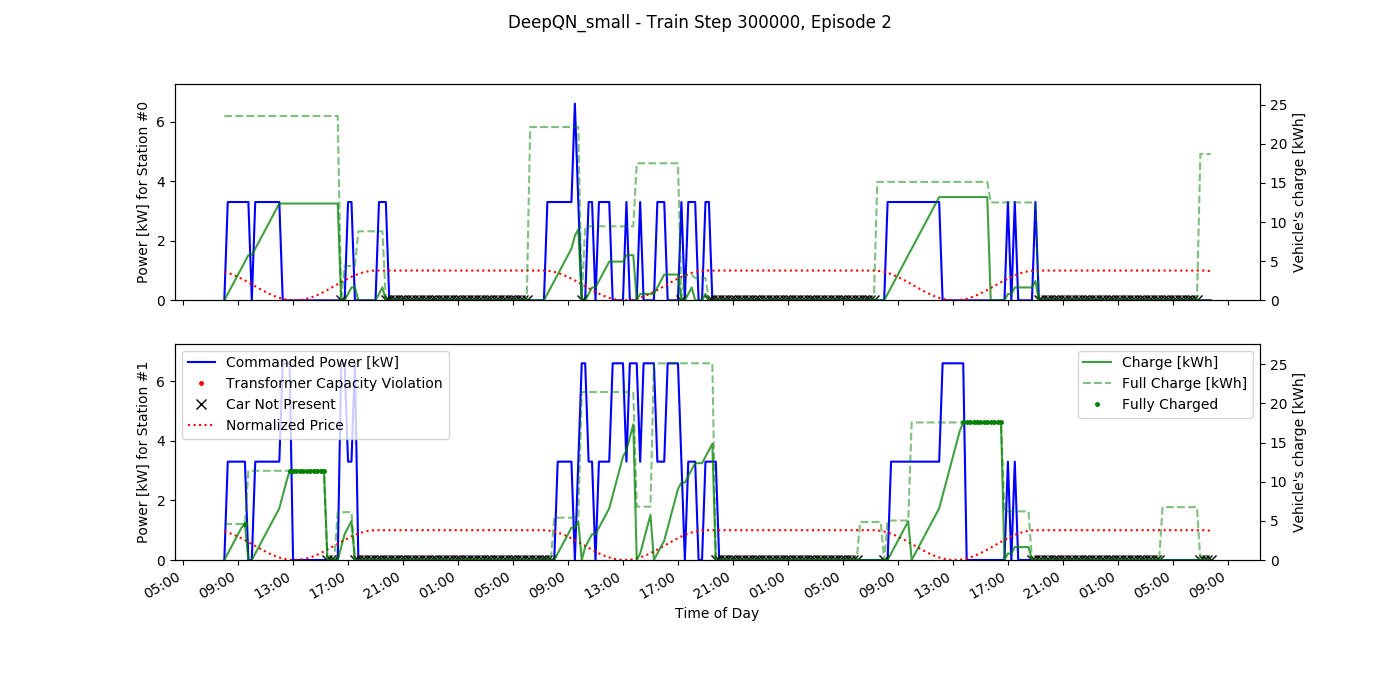 DeepQN_small - Train Step 300000, Episode 2
Power [kW] for Station #0
6
4
2
0
25
20
15
10
5
0
Vehicle's charge [kWh]
Power [kW] for Station #1
6
4
2
0
Commanded Power [kW]
Transformer Capacity Violation
Car Not Present
Normalized Price
Charge [kWh]
Full Charge [kWh]
Fully Charged
25
20
15
10
5
0
Vehicle's charge [kWh]
05:00 09:00 13:00 17:00 21:00 01:00 05:00 09:00 13:00 17:00 21:00 01:00 05:00 09:00 13:00 17:00 21:00 01:00 05:00 09:00
Time of Day